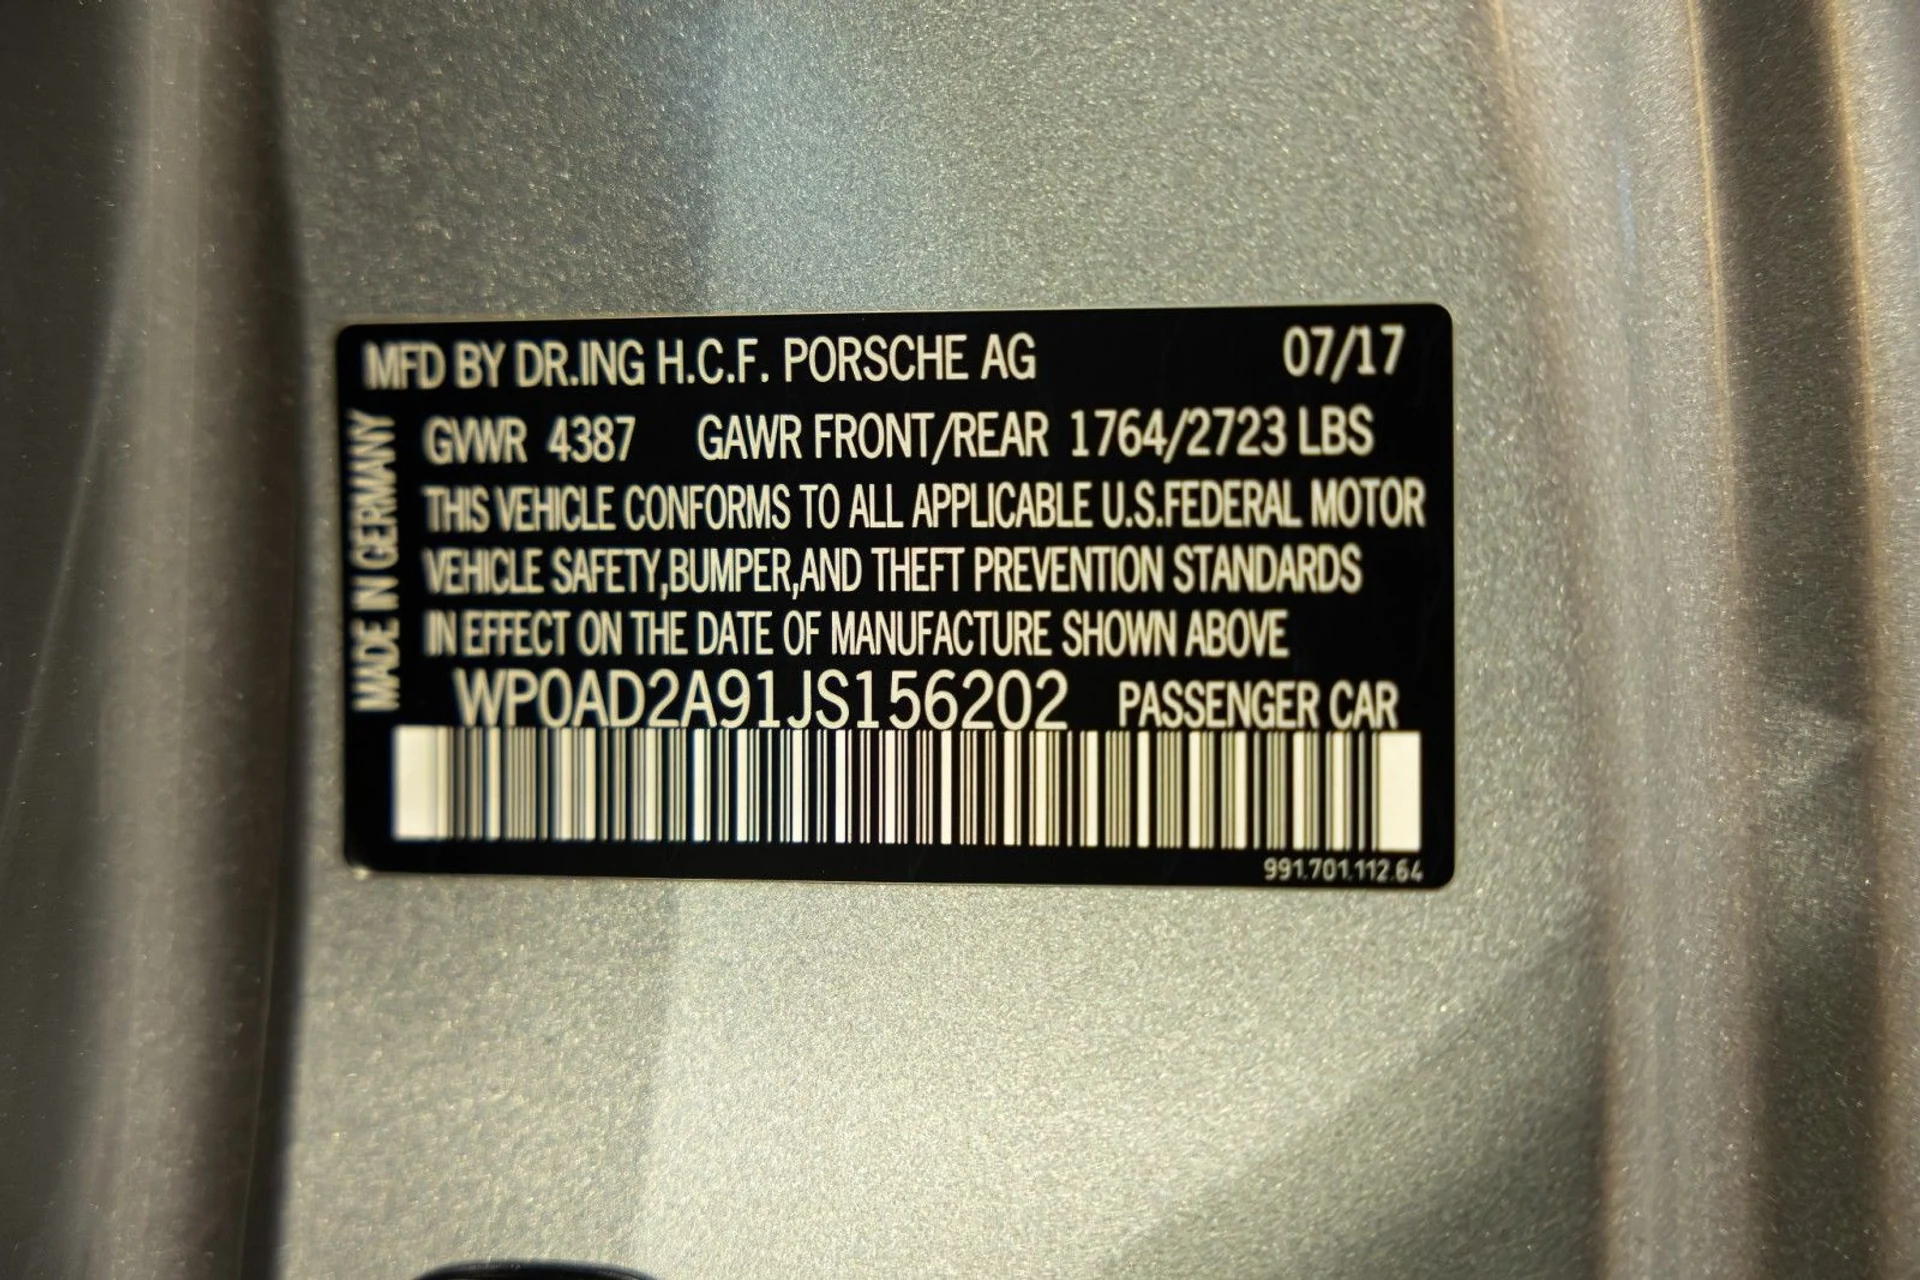 MFD BY DR.ING H.C.F. PORSCHE AG 07/17
MADE IN GERMANY
GVWR 4387 GAWR FRONT/REAR 1764/2723 LBS
THIS VEHICLE CONFORMS TO ALL APPLICABLE U.S.FEDERAL MOTOR
VEHICLE SAFETY,BUMPER,AND THEFT PREVENTION STANDARDS
IN EFFECT ON THE DATE OF MANUFACTURE SHOWN ABOVE
WP0AD2A91JS156202 PASSENGER CAR
991.701.112.64